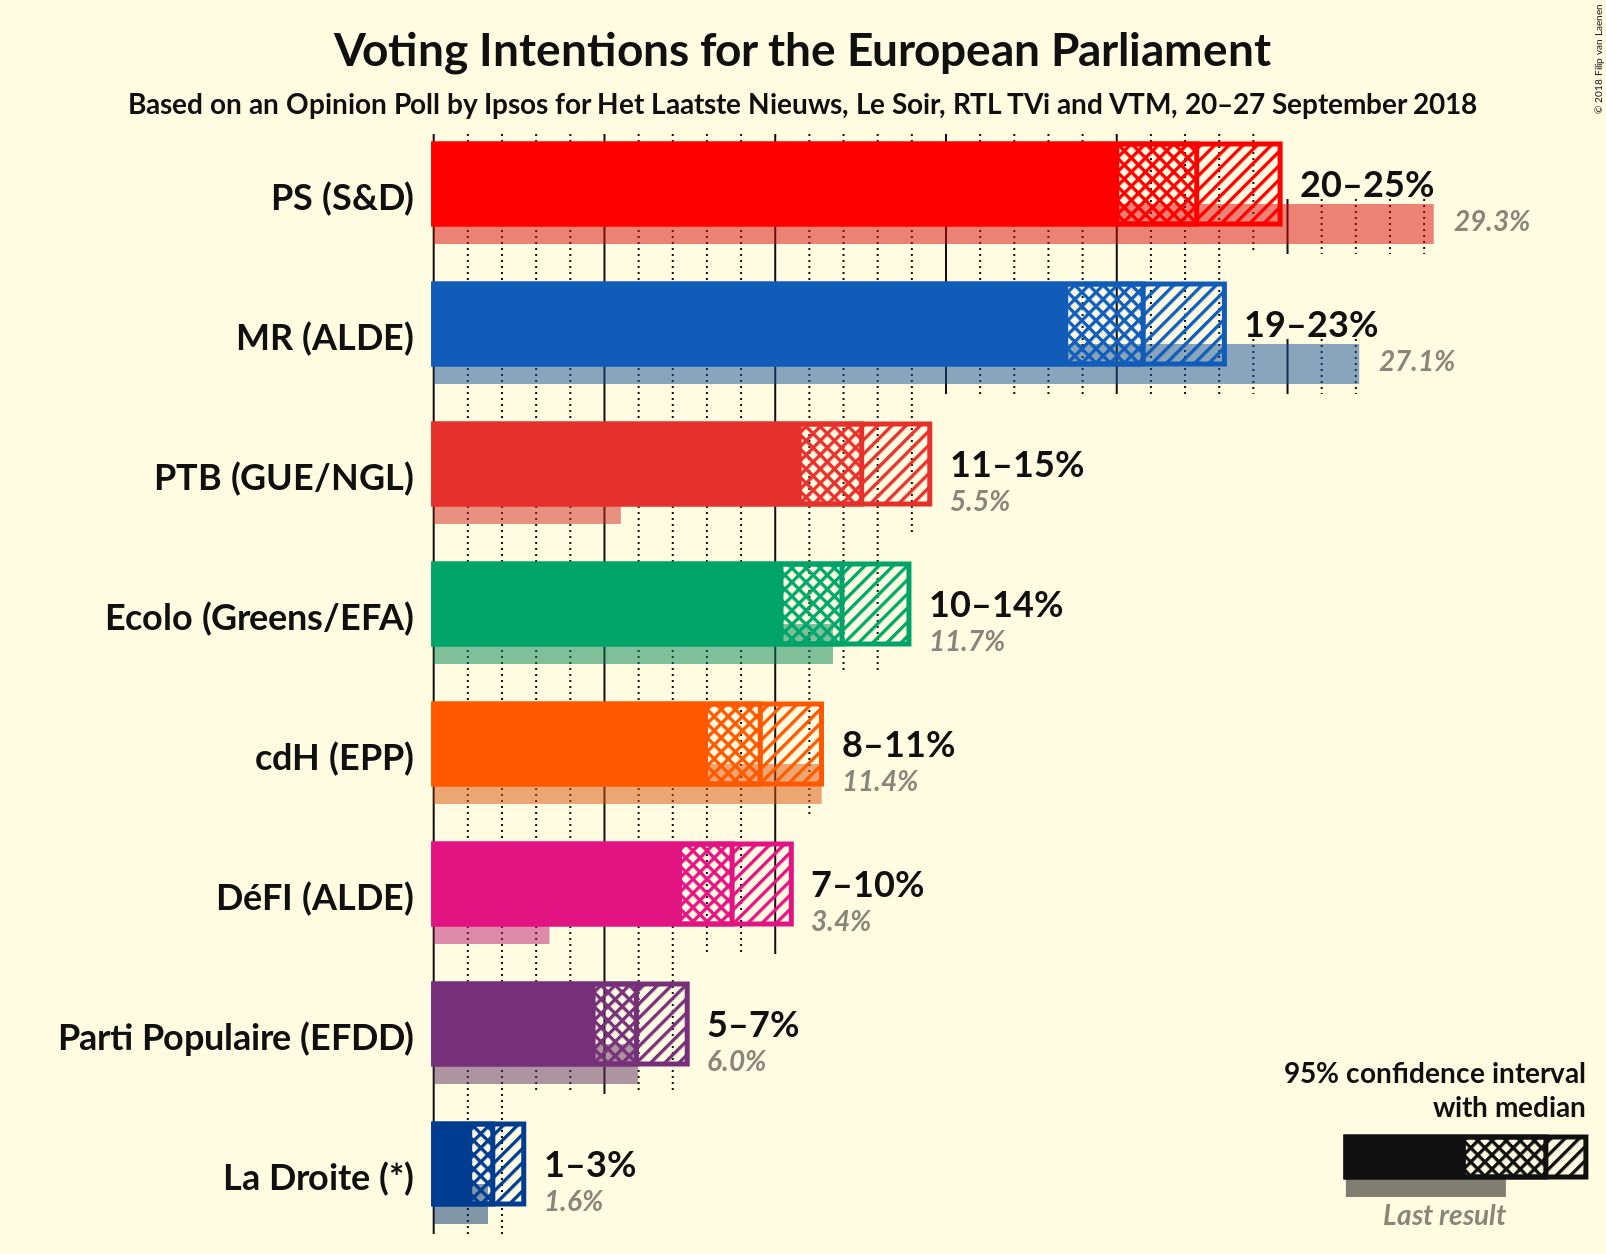 Voting Intentions for the European Parliament
Based on an Opinion Poll by Ipsos for Het Laatste Nieuws, Le Soir, RTL TVi and VTM, 20–27 September 2018
© 2018 Filip van Laenen
PS (S&D)
20–25%
29.3%
MR (ALDE)
19–23%
27.1%
PTB (GUE/NGL)
11–15%
5.5%
Ecolo (Greens/EFA)
10–14%
11.7%
cdH (EPP)
8–11%
11.4%
DéFI (ALDE)
7–10%
3.4%
Parti Populaire (EFDD)
5–7%
6.0%
La Droite (*)
1–3%
1.6%
95% confidence interval
with median
Last result